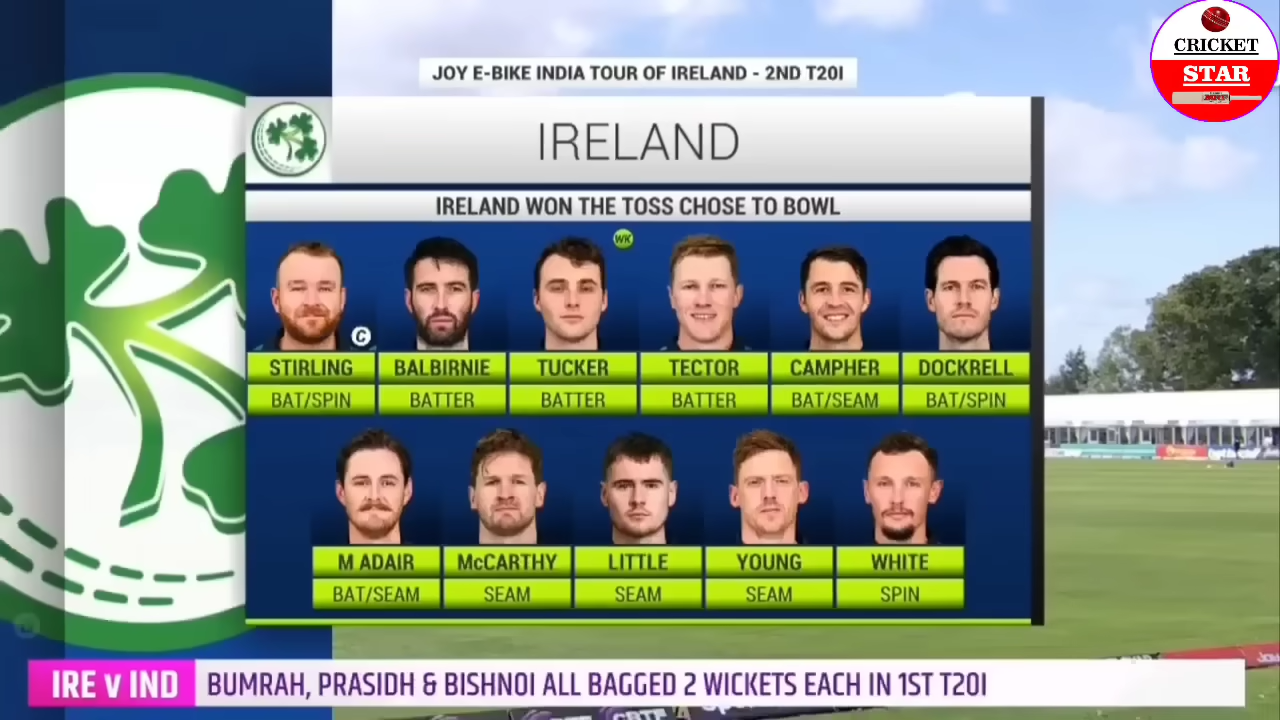 CRICKET
STAR
JOY E-BIKE INDIA TOUR OF IRELAND - 2ND T20I
IRELAND
IRELAND WON THE TOSS CHOSE TO BOWL
WK
C
STIRLING BALBIRNIE TUCKER TECTOR CAMPHER DOCKRELL
BAT/SPIN BATTER BATTER BATTER BAT/SEAM BAT/SPIN
M ADAIR McCARTHY LITTLE YOUNG WHITE
BAT/SEAM SEAM SEAM SEAM SPIN
IRE v IND BUMRAH, PRASIDH & BISHNOI ALL BAGGED 2 WICKETS EACH IN 1ST T20I